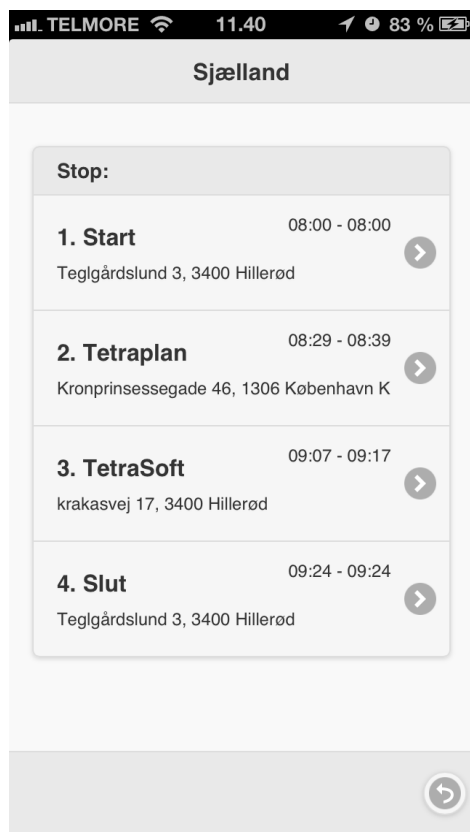 TELMORE 11.40 83 %
Sjælland
Stop:
1. Start 08:00 - 08:00
Teglgårdslund 3, 3400 Hillerød
2. Tetraplan 08:29 - 08:39
Kronprinsessegade 46, 1306 København K
3. TetraSoft 09:07 - 09:17
krakasvej 17, 3400 Hillerød
4. Slut 09:24 - 09:24
Teglgårdslund 3, 3400 Hillerød